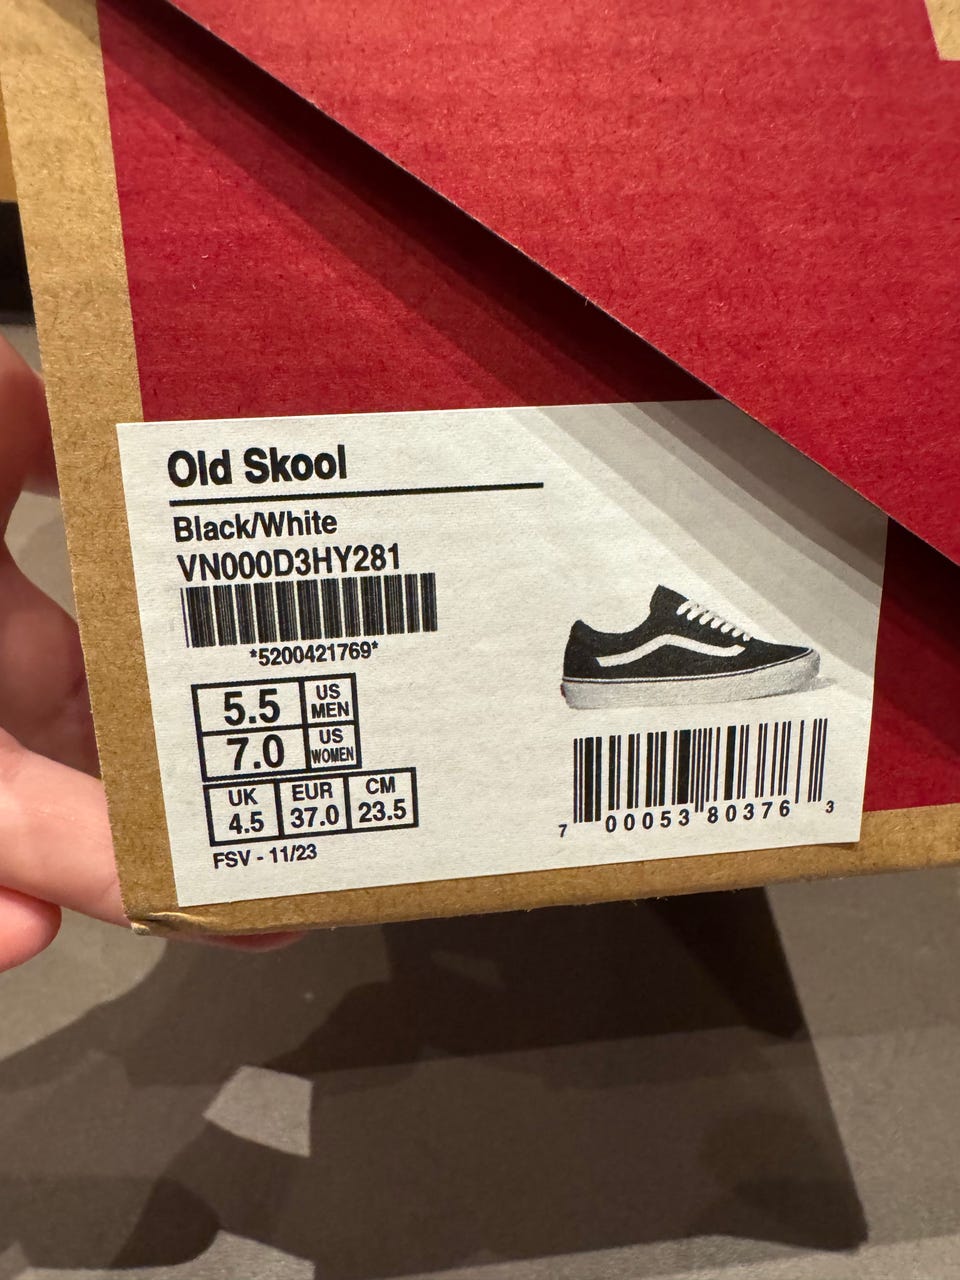 Old Skool
Black/White
VN000D3HY281
*5200421769*
5.5 US MEN
7.0 US WOMEN
UK EUR CM
4.5 37.0 23.5
FSV - 11/23
7 00053 80376 3